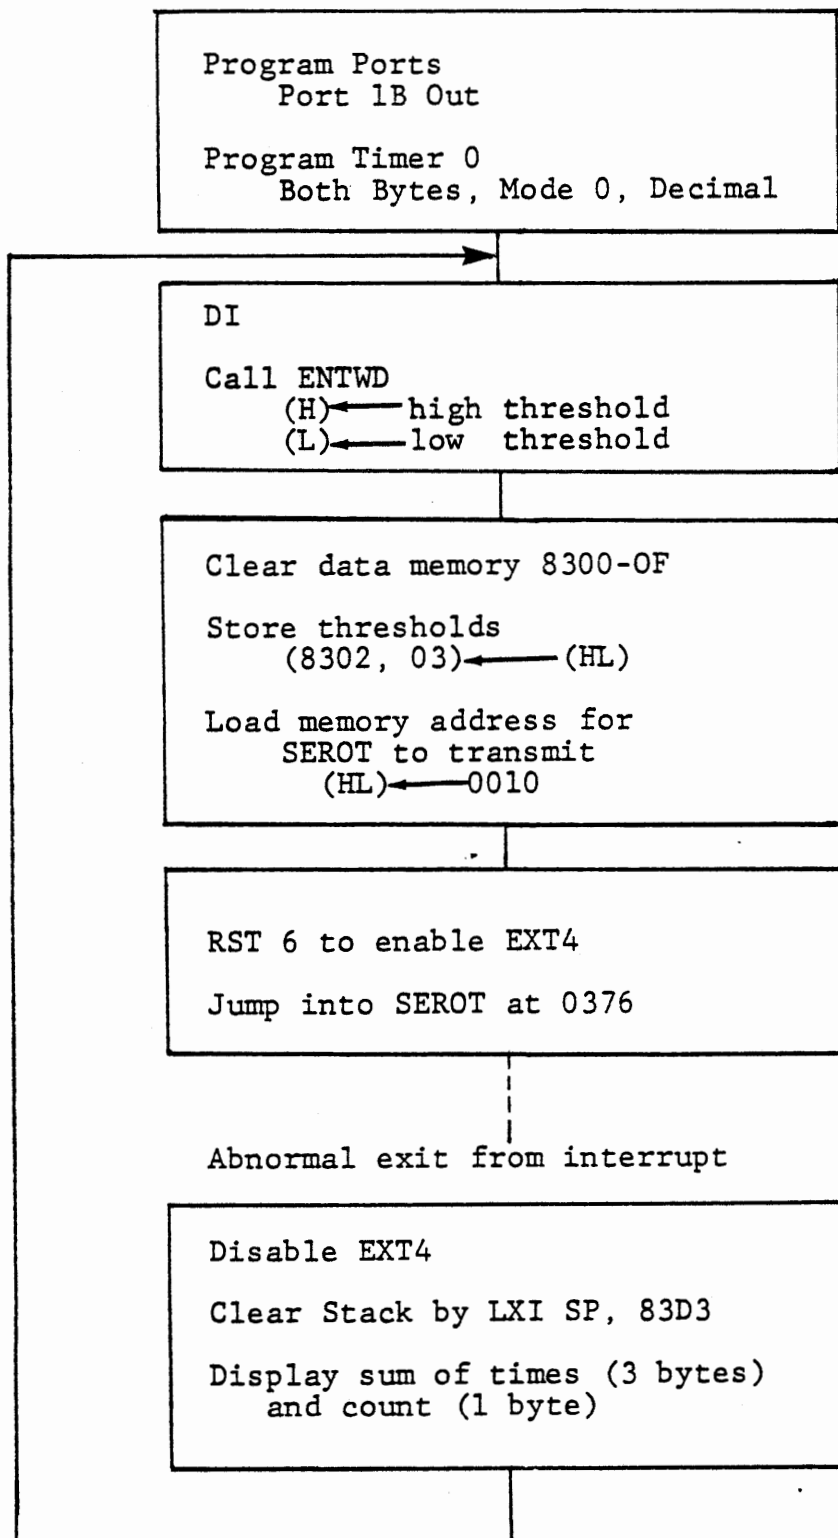 Program Ports
Port 1B Out
Program Timer 0
Both Bytes, Mode 0, Decimal
DI
Call ENTWD
(H)←high threshold
(L)←low threshold
Clear data memory 8300-0F
Store thresholds
(8302, 03)←(HL)
Load memory address for
SEROT to transmit
(HL)←0010
RST 6 to enable EXT4
Jump into SEROT at 0376
Abnormal exit from interrupt
Disable EXT4
Clear Stack by LXI SP, 83D3
Display sum of times (3 bytes)
and count (1 byte)